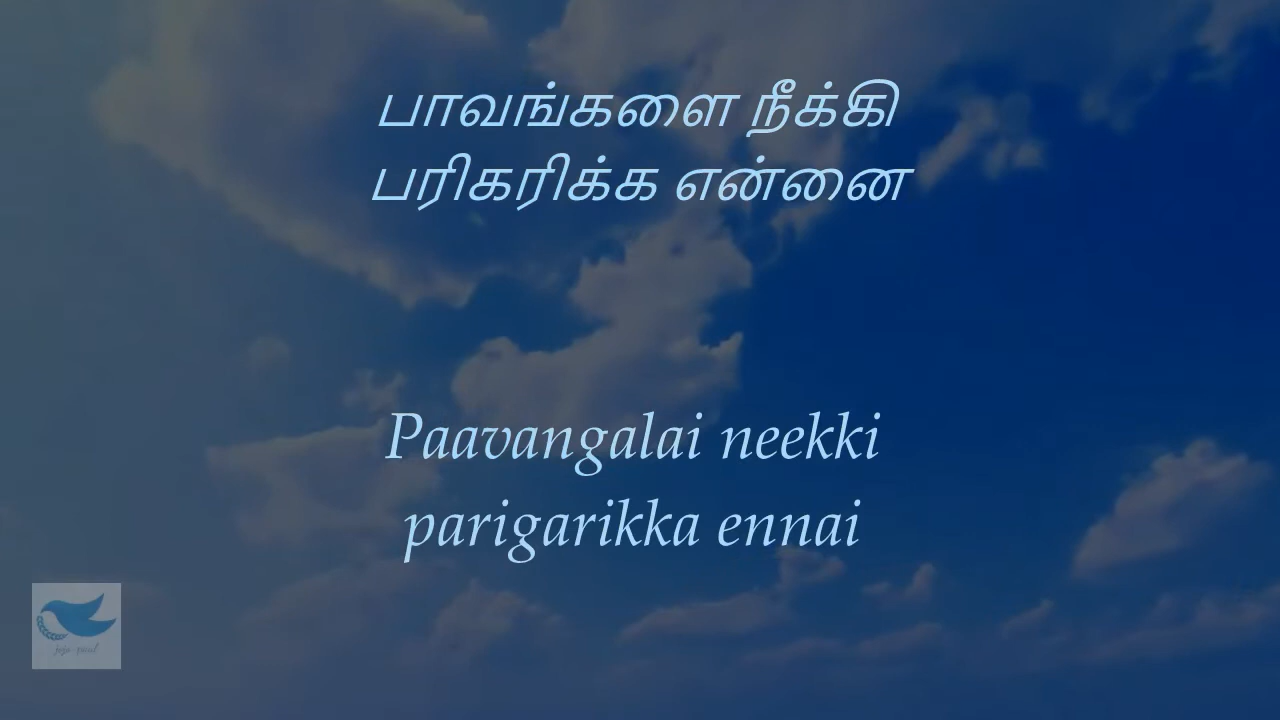 பாவங்களை நீக்கி
பரிகரிக்க என்னை
Paavangalai neekki
parigarikka ennai